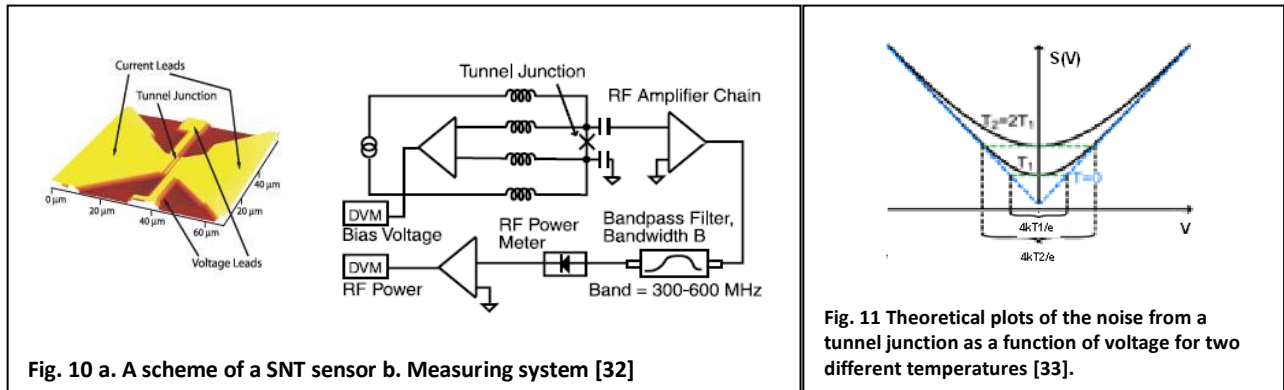 Current Leads
Tunnel Junction
0 µm
20 µm
40 µm
60 µm
20 µm
40 µm
Voltage Leads
Tunnel Junction
RF Amplifier Chain
DVM
Bias Voltage
RF Power
Meter
Bandpass Filter,
Bandwidth B
DVM
RF Power
Band = 300-600 MHz
Fig. 10 a. A scheme of a SNT sensor b. Measuring system [32]
S(V)
T₂=2T₁
T₁
T=0
4kT1/e
V
4kT2/e
Fig. 11 Theoretical plots of the noise from a
tunnel junction as a function of voltage for two
different temperatures [33].